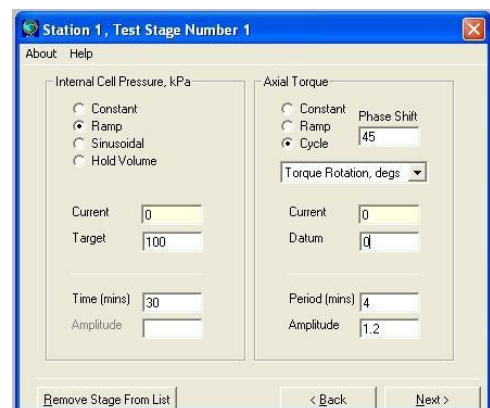 Station 1 , Test Stage Number 1
About Help
Internal Cell Pressure, kPa
Constant
Ramp
Sinusoidal
Hold Volume
Current 0
Target 100
Time (mins) 30
Amplitude
Axial Torque
Constant
Ramp
Cycle
Phase Shift
45
Torque Rotation, degs
Current 0
Datum 0
Period (mins) 4
Amplitude 1.2
Remove Stage From List
< Back
Next >